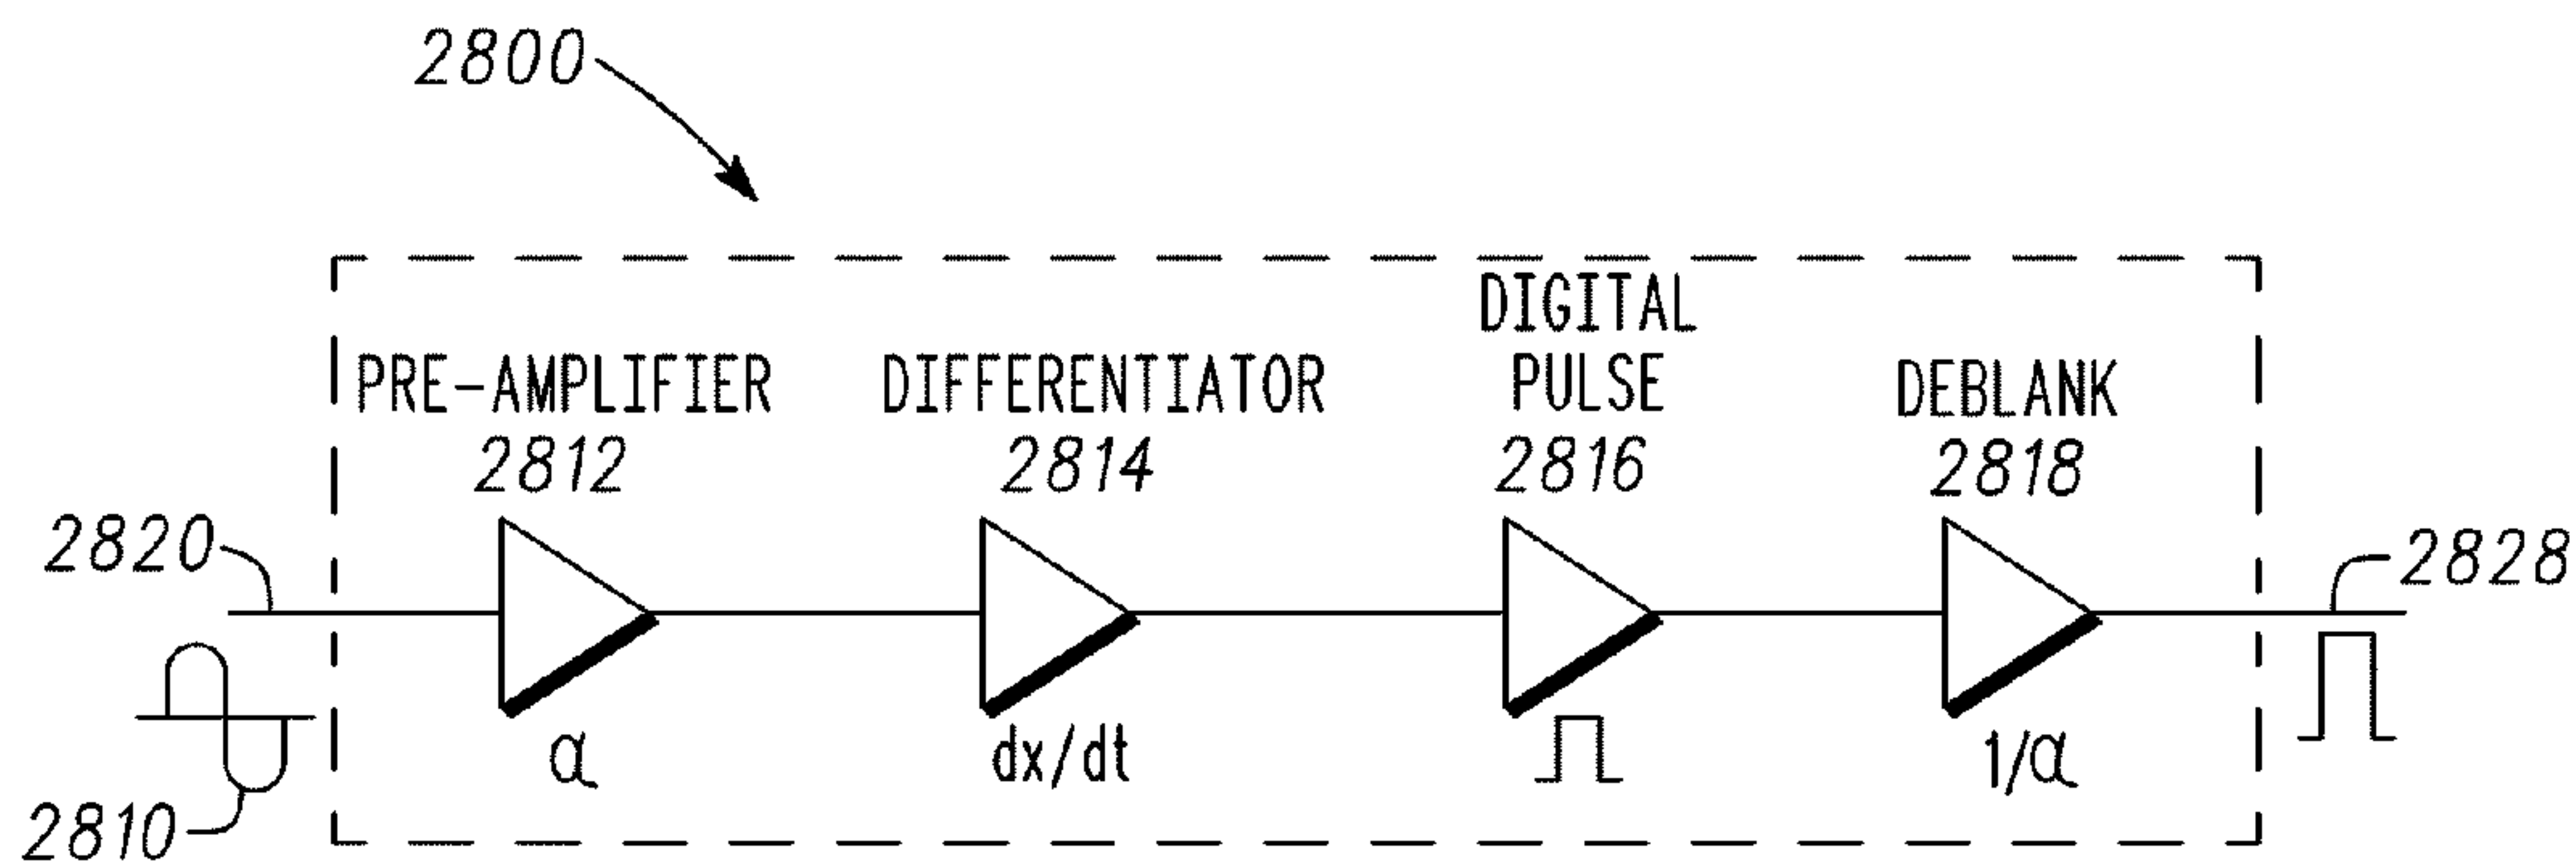 2800
DIGITAL
PRE-AMPLIFIER DIFFERENTIATOR PULSE DEBLANK
2812 2814 2816 2818
2820 2828
α dx/dt 1/α
2810